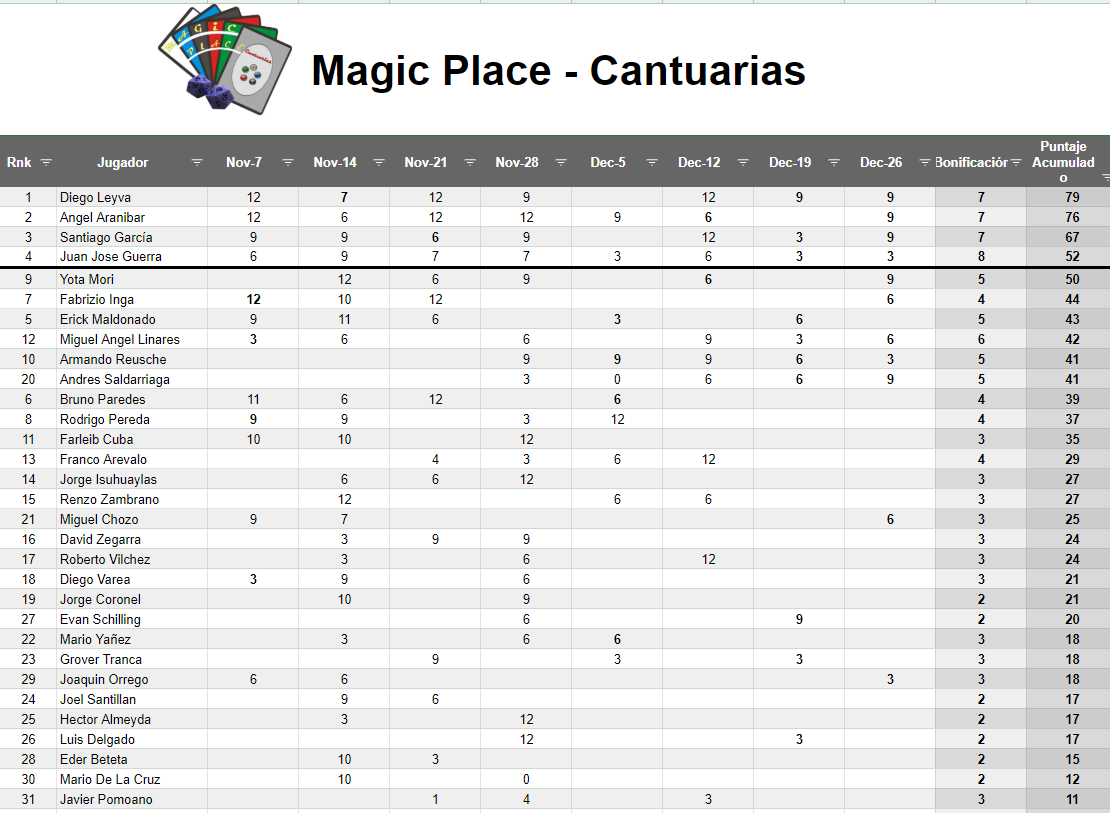 MAGIC
PLACE
Cantuarias
Magic Place - Cantuarias
Rnk Jugador Nov-7 Nov-14 Nov-21 Nov-28 Dec-5 Dec-12 Dec-19 Dec-26 Bonificación Puntaje Acumulado
1 Diego Leyva 12 7 12 9 12 9 9 7 79
2 Angel Aranibar 12 6 12 12 9 6 9 7 76
3 Santiago García 9 9 6 9 12 3 9 7 67
4 Juan Jose Guerra 6 9 7 7 3 6 3 3 8 52
9 Yota Mori 12 6 9 6 9 5 50
7 Fabrizio Inga 12 10 12 6 4 44
5 Erick Maldonado 9 11 6 3 6 5 43
12 Miguel Angel Linares 3 6 6 9 3 6 6 42
10 Armando Reusche 9 9 9 6 3 5 41
20 Andres Saldarriaga 3 0 6 6 9 5 41
6 Bruno Paredes 11 6 12 6 4 39
8 Rodrigo Pereda 9 9 3 12 4 37
11 Farleib Cuba 10 10 12 3 35
13 Franco Arevalo 4 3 6 12 4 29
14 Jorge Isuhuaylas 6 6 12 3 27
15 Renzo Zambrano 12 6 6 3 27
21 Miguel Chozo 9 7 6 3 25
16 David Zegarra 3 9 9 3 24
17 Roberto Vilchez 3 6 12 3 24
18 Diego Varea 3 9 6 3 21
19 Jorge Coronel 10 9 2 21
27 Evan Schilling 6 9 2 20
22 Mario Yañez 3 6 6 3 18
23 Grover Tranca 9 3 3 3 18
29 Joaquin Orrego 6 6 3 3 18
24 Joel Santillan 9 6 2 17
25 Hector Almeyda 3 12 2 17
26 Luis Delgado 12 3 2 17
28 Eder Beteta 10 3 2 15
30 Mario De La Cruz 10 0 2 12
31 Javier Pomoano 1 4 3 3 11